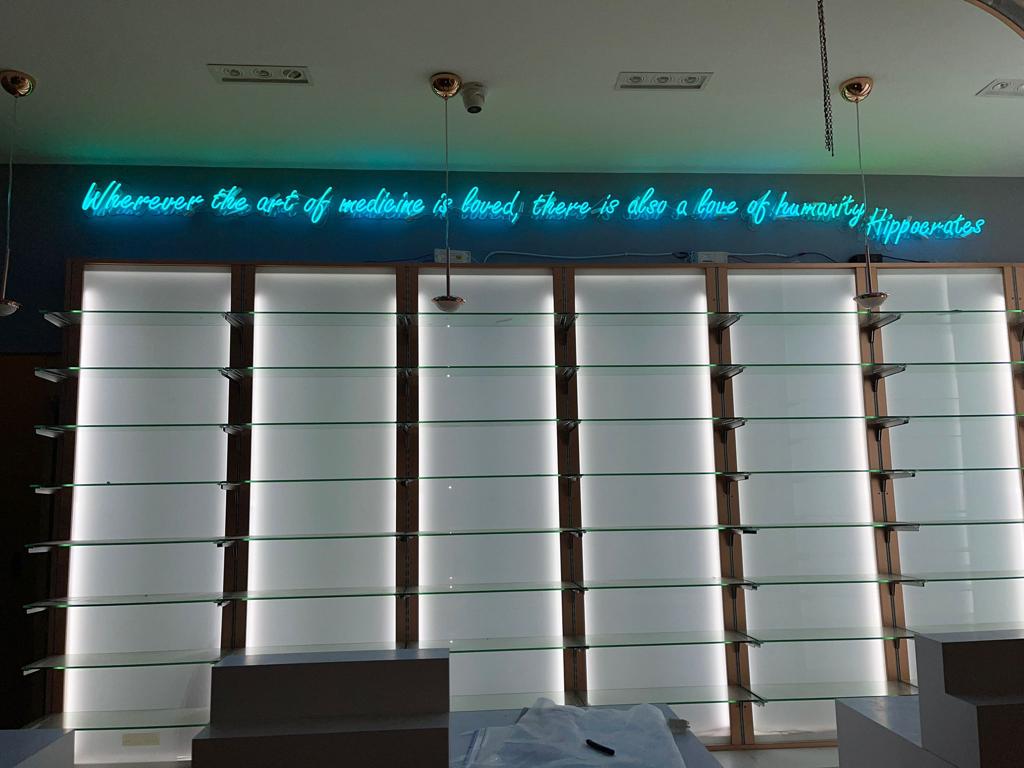 Wherever the art of medicine is loved, there is also a love of humanity
Hippocrates